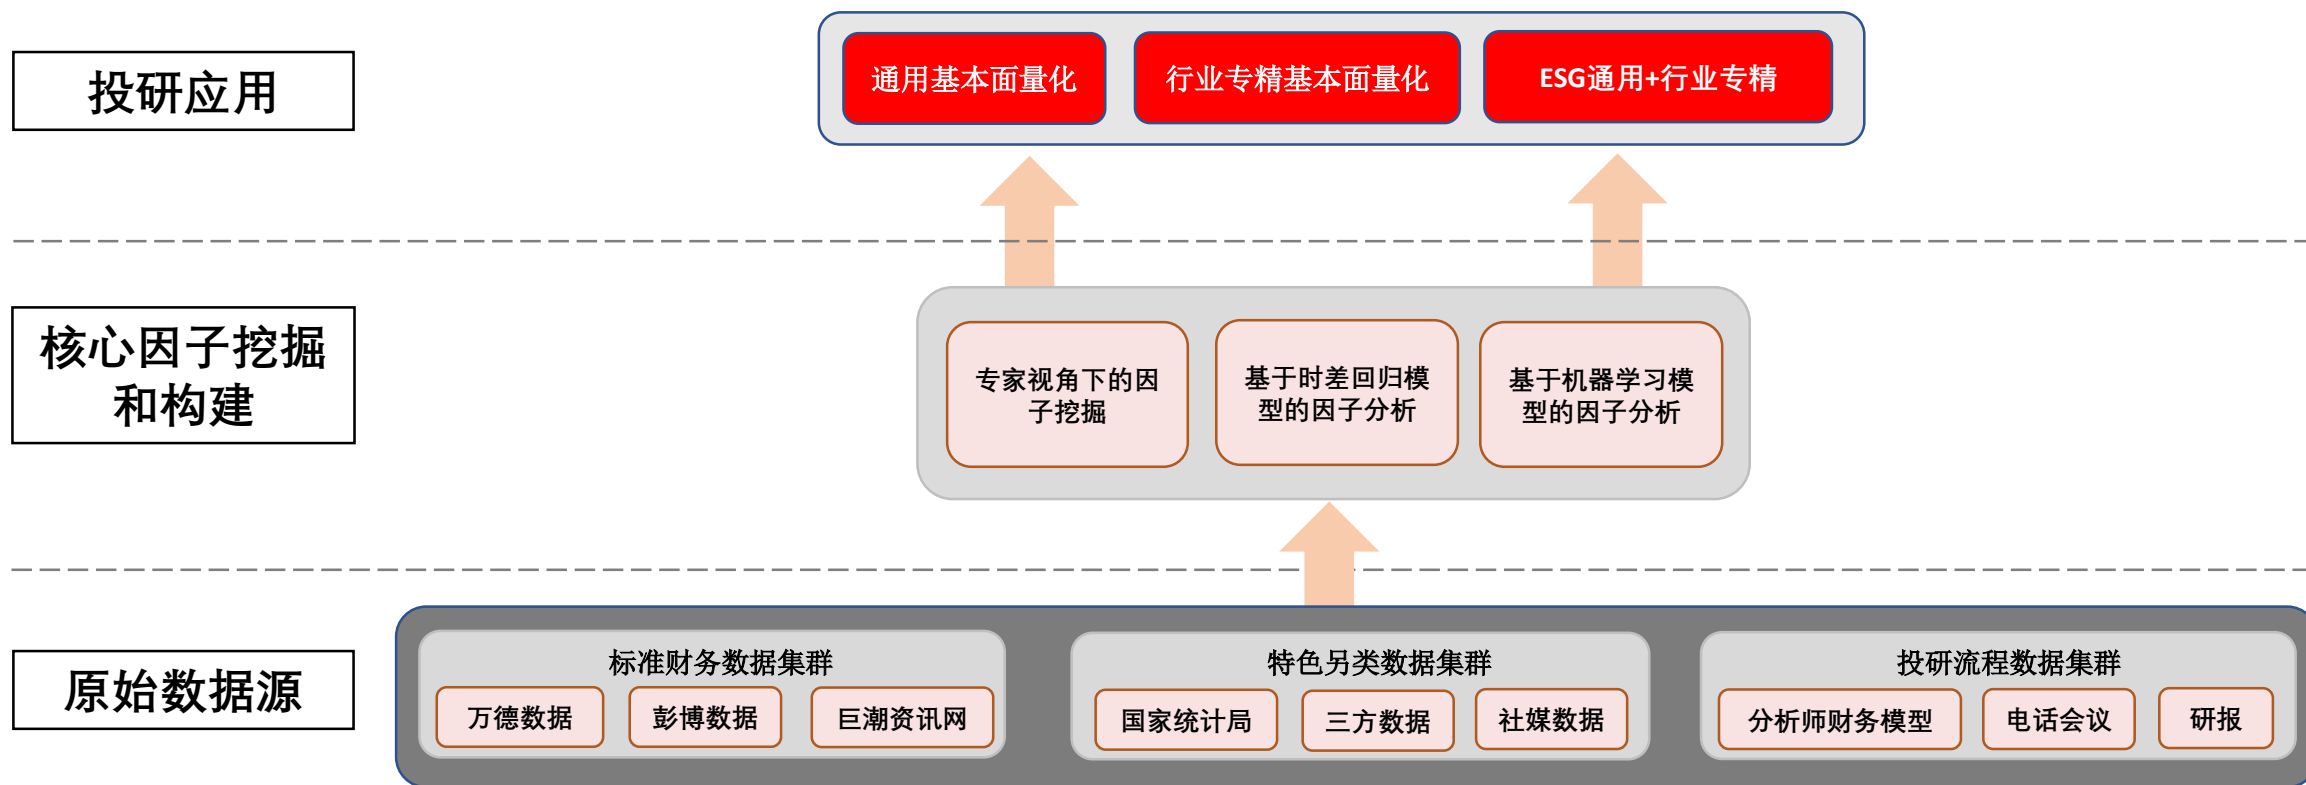 投研应用
通用基本面量化
行业专精基本面量化
ESG通用+行业专精
核心因子挖掘
和构建
专家视角下的因
子挖掘
基于时差回归模
型的因子分析
基于机器学习模
型的因子分析
原始数据源
标准财务数据集群
万德数据
彭博数据
巨潮资讯网
特色另类数据集群
国家统计局
三方数据
社媒数据
投研流程数据集群
分析师财务模型
电话会议
研报